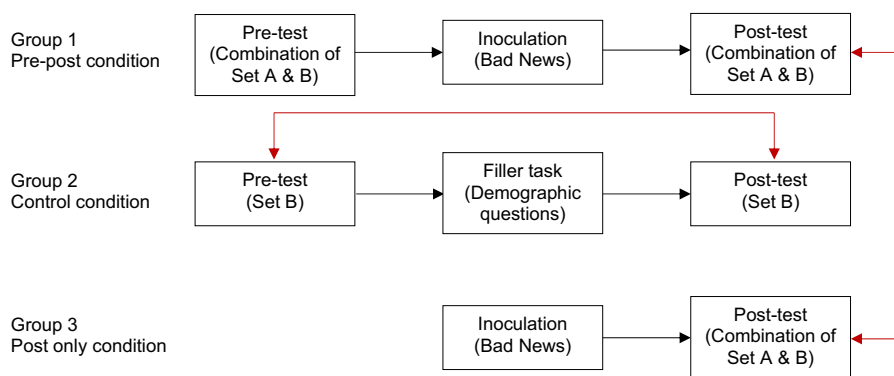 Group 1
Pre-post condition
Pre-test
(Combination of
Set A & B)
Inoculation
(Bad News)
Post-test
(Combination of
Set A & B)
Group 2
Control condition
Pre-test
(Set B)
Filler task
(Demographic
questions)
Post-test
(Set B)
Group 3
Post only condition
Inoculation
(Bad News)
Post-test
(Combination of
Set A & B)